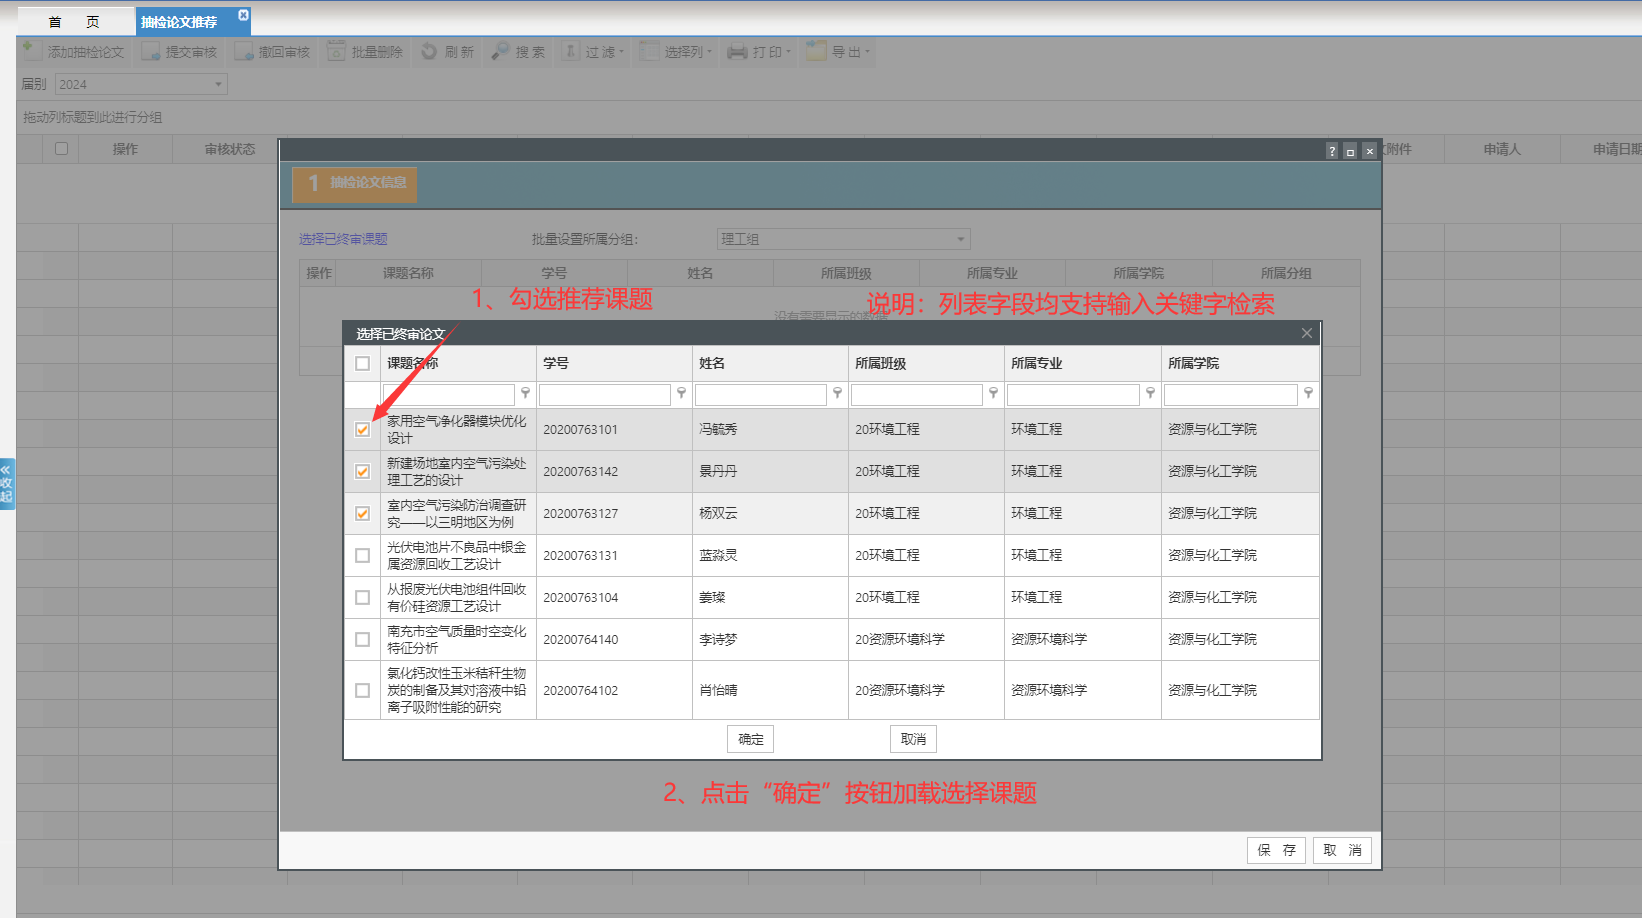 首 页
抽检论文推荐
添加抽检论文 提交审核 撤回审核 批量删除 刷 新 搜 索 过 滤 选择列 打 印 导 出
届别 2024
拖动列标题到此进行分组
操作 审核状态 附件 申请人 申请日期
1 抽检论文信息
选择已终审课题 批量设置所属分组： 理工组
操作 课题名称 学号 姓名 所属班级 所属专业 所属学院 所属分组
1、勾选推荐课题
说明：列表字段均支持输入关键字检索
没有需要显示的数据
选择已终审论文
课题名称 学号 姓名 所属班级 所属专业 所属学院
家用空气净化器模块优化
设计
20200763101 冯毓秀 20环境工程 环境工程 资源与化工学院
新建场地室内空气污染处
理工艺的设计
20200763142 景丹丹 20环境工程 环境工程 资源与化工学院
室内空气污染防治调查研
究——以三明地区为例
20200763127 杨双云 20环境工程 环境工程 资源与化工学院
光伏电池片不良品中银金
属资源回收工艺设计
20200763131 蓝淼灵 20环境工程 环境工程 资源与化工学院
从报废光伏电池组件回收
有价硅资源工艺设计
20200763104 姜璨 20环境工程 环境工程 资源与化工学院
南充市空气质量时空变化
特征分析
20200764140 李诗梦 20资源环境科学 资源环境科学 资源与化工学院
氯化钙改性玉米秸秆生物
炭的制备及其对溶液中铅
离子吸附性能的研究
20200764102 肖怡晴 20资源环境科学 资源环境科学 资源与化工学院
确定 取消
2、点击“确定”按钮加载选择课题
保 存 取 消
收
起